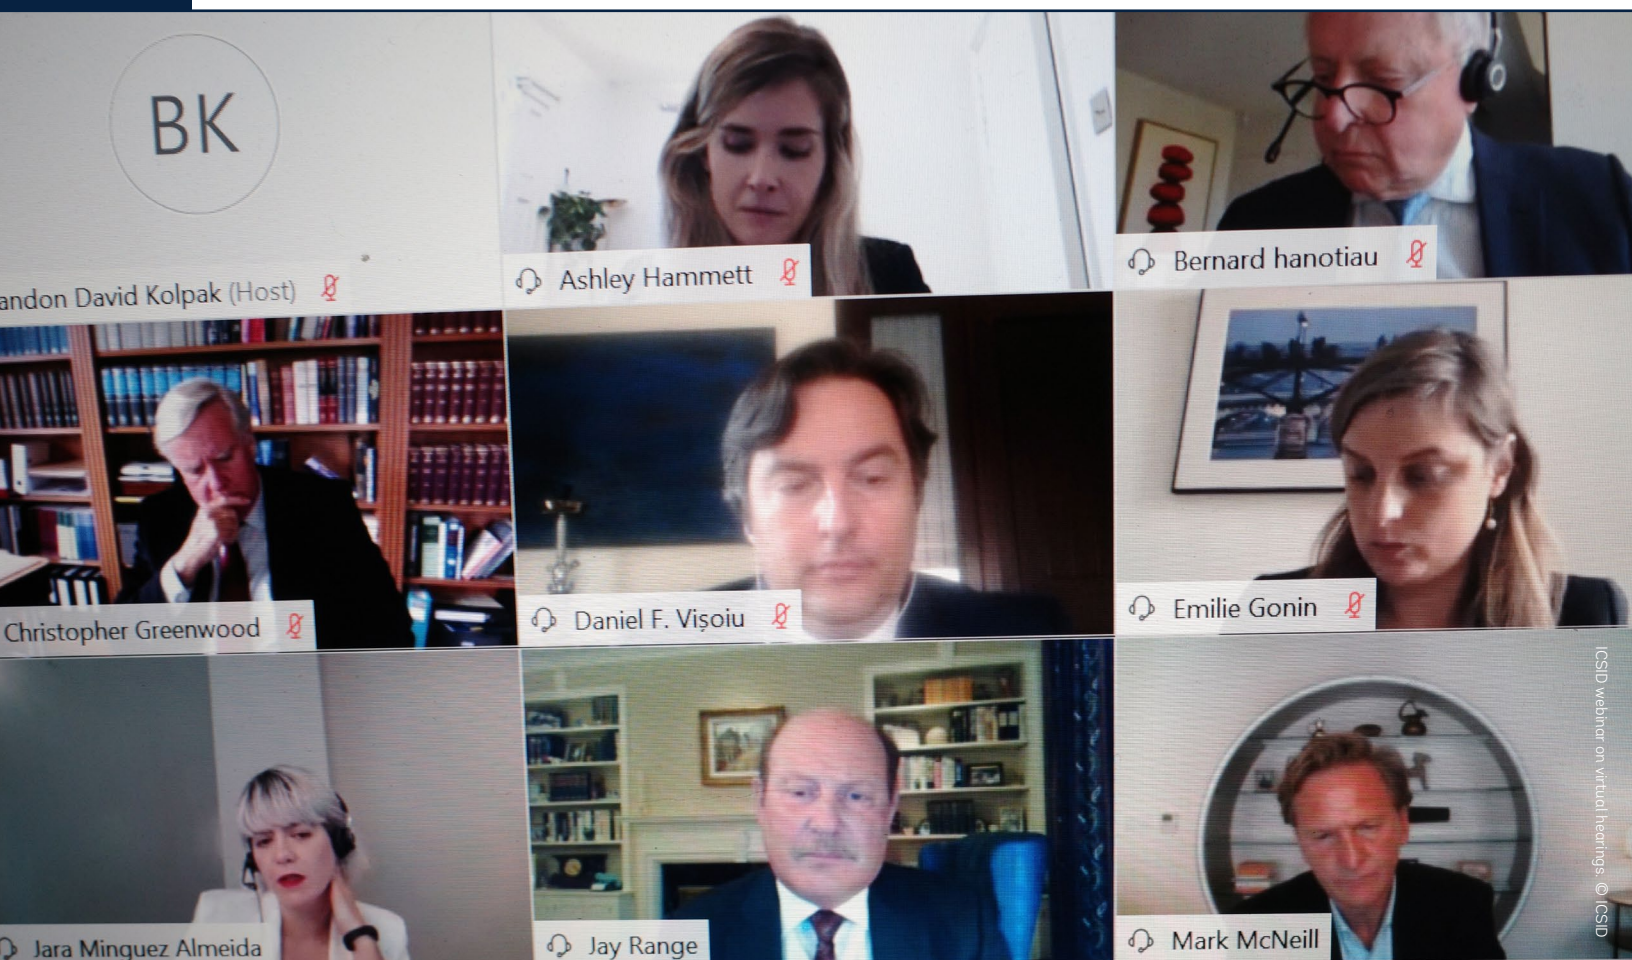 BK
andon David Kolpak (Host)
Ashley Hammett
Bernard hanotiau
Christopher Greenwood
Daniel F. Vișoiu
Emilie Gonin
Jara Minguez Almeida
Jay Range
Mark McNeill
ICSID webinar on virtual hearings. © ICSID